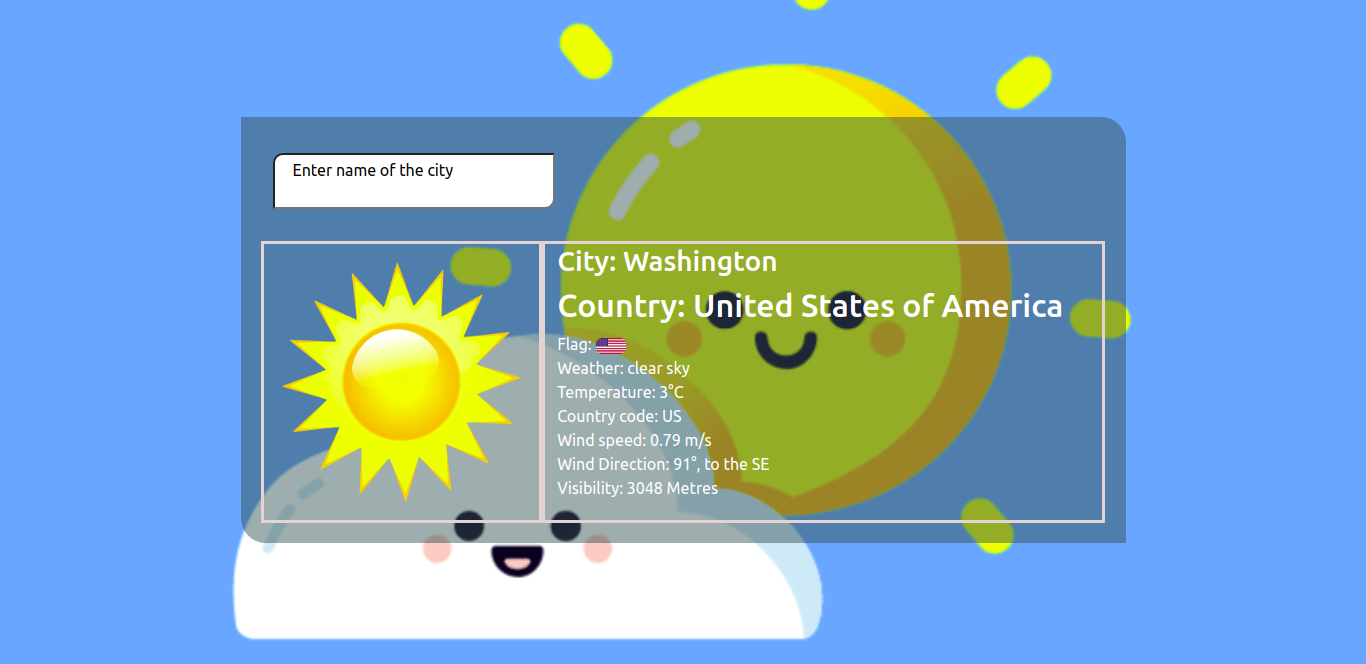 Enter name of the city
City: Washington
Country: United States of America
Flag:
Weather: clear sky
Temperature: 3°C
Country code: US
Wind speed: 0.79 m/s
Wind Direction: 91°, to the SE
Visibility: 3048 Metres